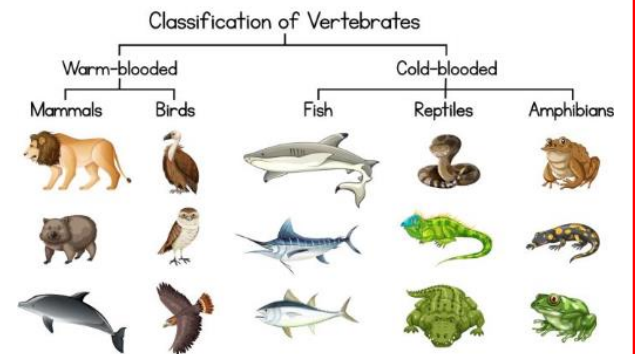 Classification of Vertebrates
Warm-blooded Cold-blooded
Mammals Birds Fish Reptiles Amphibians